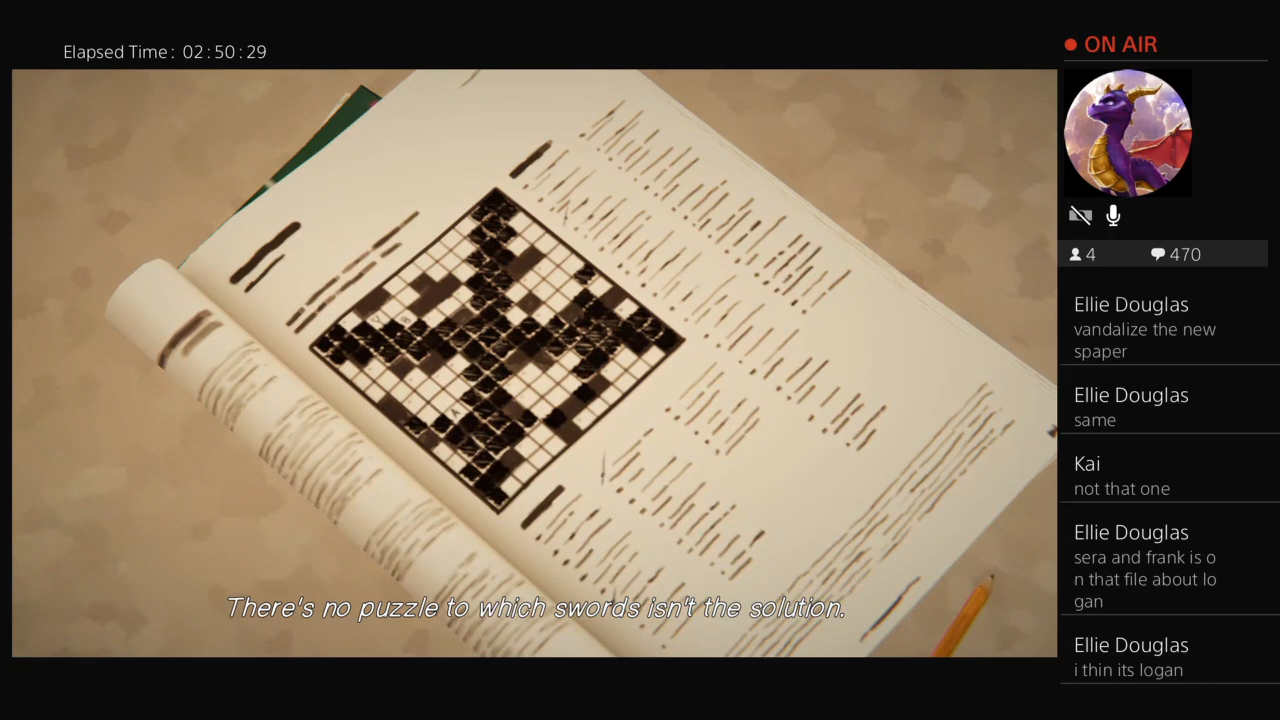 Elapsed Time: 02:50:29
ON AIR
4
470
Ellie Douglas
vandalize the new
spaper
Ellie Douglas
same
Kai
not that one
Ellie Douglas
sera and frank is o
n that file about lo
gan
Ellie Douglas
i thin its logan
There's no puzzle to which swords isn't the solution.